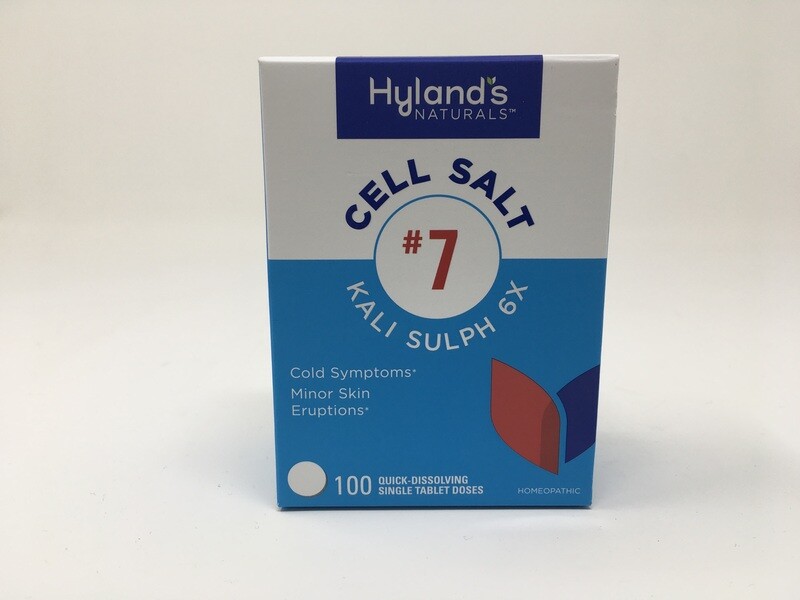 Hyland's
NATURALS™
CELL SALT
#7
KALI SULPH 6X
Cold Symptoms*
Minor Skin
Eruptions*
100 QUICK-DISSOLVING
SINGLE TABLET DOSES
HOMEOPATHIC